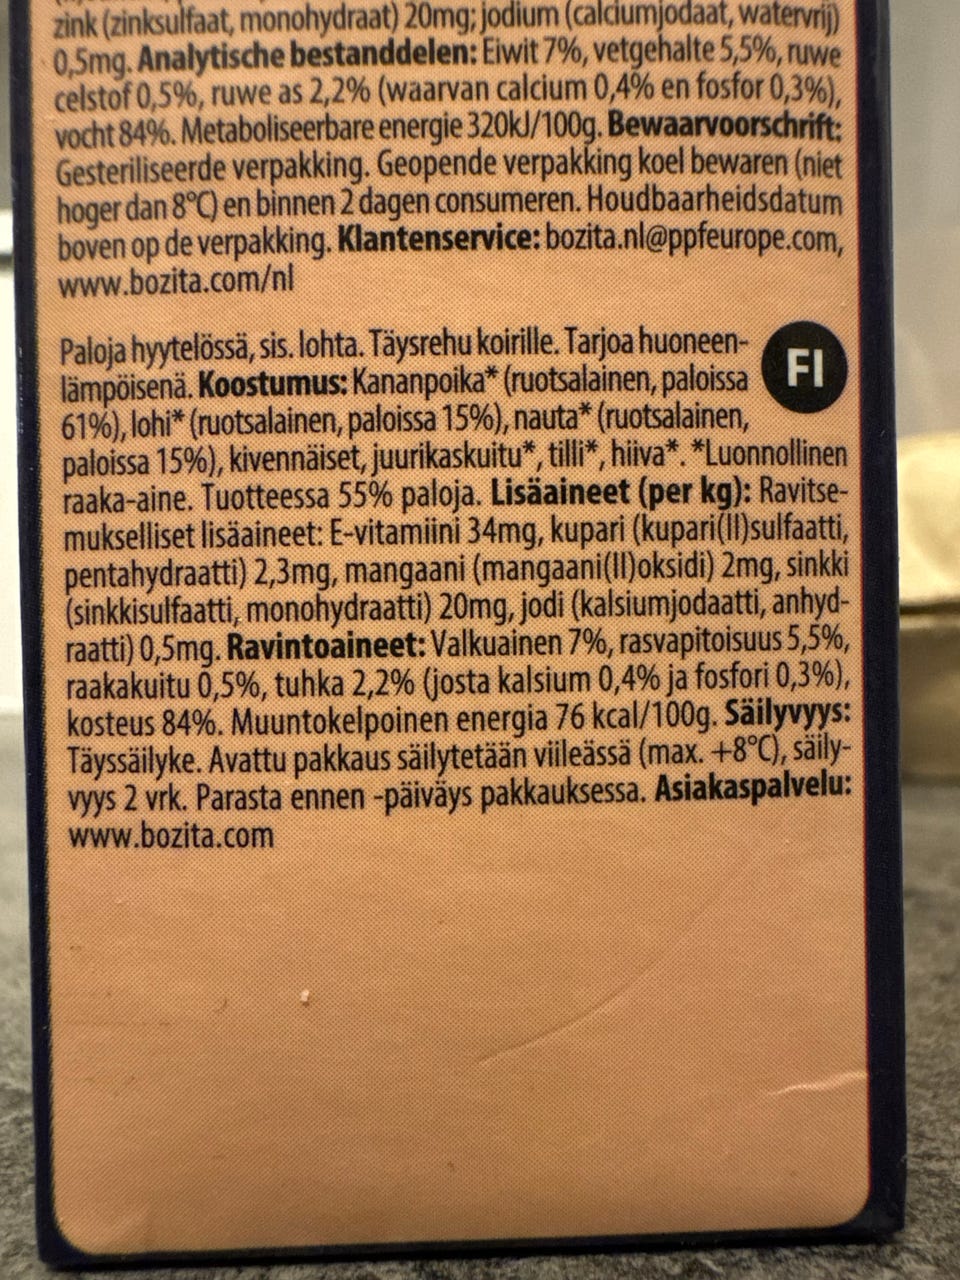 zink (zinksulfaat, monohydraat) 20mg; jodium (calciumjodaat, watervrij)
0,5mg. Analytische bestanddelen: Eiwit 7%, vetgehalte 5,5%, ruwe
celstof 0,5%, ruwe as 2,2% (waarvan calcium 0,4% en fosfor 0,3%),
vocht 84%. Metaboliseerbare energie 320kJ/100g. Bewaarvoorschrift:
Gesteriliseerde verpakking. Geopende verpakking koel bewaren (niet
hoger dan 8°C) en binnen 2 dagen consumeren. Houdbaarheidsdatum
boven op de verpakking. Klantenservice: bozita.nl@ppfeurope.com,
www.bozita.com/nl
Paloja hyytelössä, sis. lohta. Täysrehu koirille. Tarjoa huoneen-
lämpöisenä. Koostumus: Kananpoika* (ruotsalainen, paloissa
FI
61%), lohi* (ruotsalainen, paloissa 15%), nauta* (ruotsalainen,
paloissa 15%), kivennäiset, juurikaskuitu*, tilli*, hiiva*. *Luonnollinen
raaka-aine. Tuotteessa 55% paloja. Lisäaineet (per kg): Ravitse-
mukselliset lisäaineet: E-vitamiini 34mg, kupari (kupari(II)sulfaatti,
pentahydraatti) 2,3mg, mangaani (mangaani(II)oksidi) 2mg, sinkki
(sinkkisulfaatti, monohydraatti) 20mg, jodi (kalsiumjodaatti, anhyd-
raatti) 0,5mg. Ravintoaineet: Valkuainen 7%, rasvapitoisuus 5,5%,
raakakuitu 0,5%, tuhka 2,2% (josta kalsium 0,4% ja fosfori 0,3%),
kosteus 84%. Muuntokelpoinen energia 76 kcal/100g. Säilyvyys:
Täyssäilyke. Avattu pakkaus säilytetään viileässä (max. +8°C), säily-
vyys 2 vrk. Parasta ennen -päiväys pakkauksessa. Asiakaspalvelu:
www.bozita.com